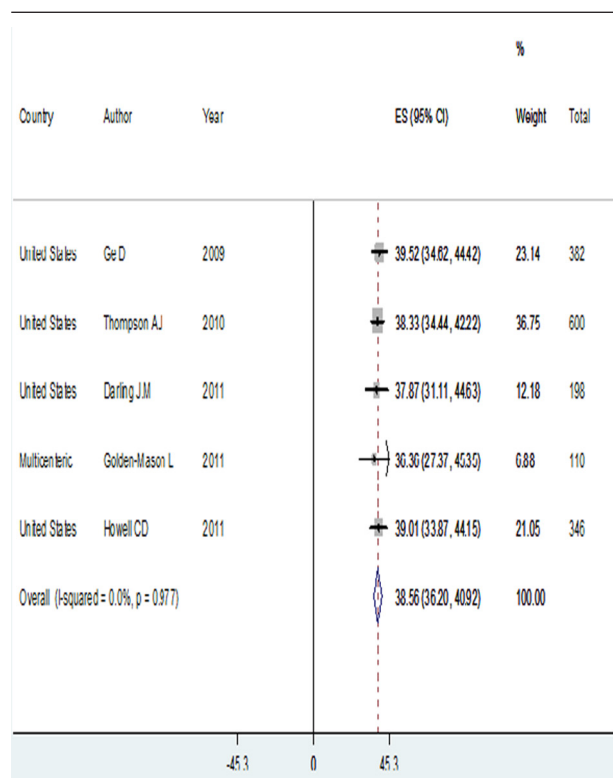 %
Country Author Year ES (95% CI) Weight Total
United States Ge D 2009 39.52 (34.62, 44.42) 23.14 382
United States Thompson AJ 2010 38.33 (34.44, 42.22) 36.75 600
United States Darling J.M 2011 37.87 (31.11, 44.63) 12.18 198
Multicentric Golden-Mason L 2011 36.36 (27.37, 45.35) 6.88 110
United States Howell CD 2011 39.01 (33.87, 44.15) 21.05 346
Overall (I-squared = 0.0%, p = 0.977) 38.56 (36.20, 40.92) 100.00
-45.3 0 45.3